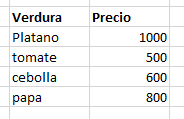 Verdura Precio
Platano 1000
tomate 500
cebolla 600
papa 800